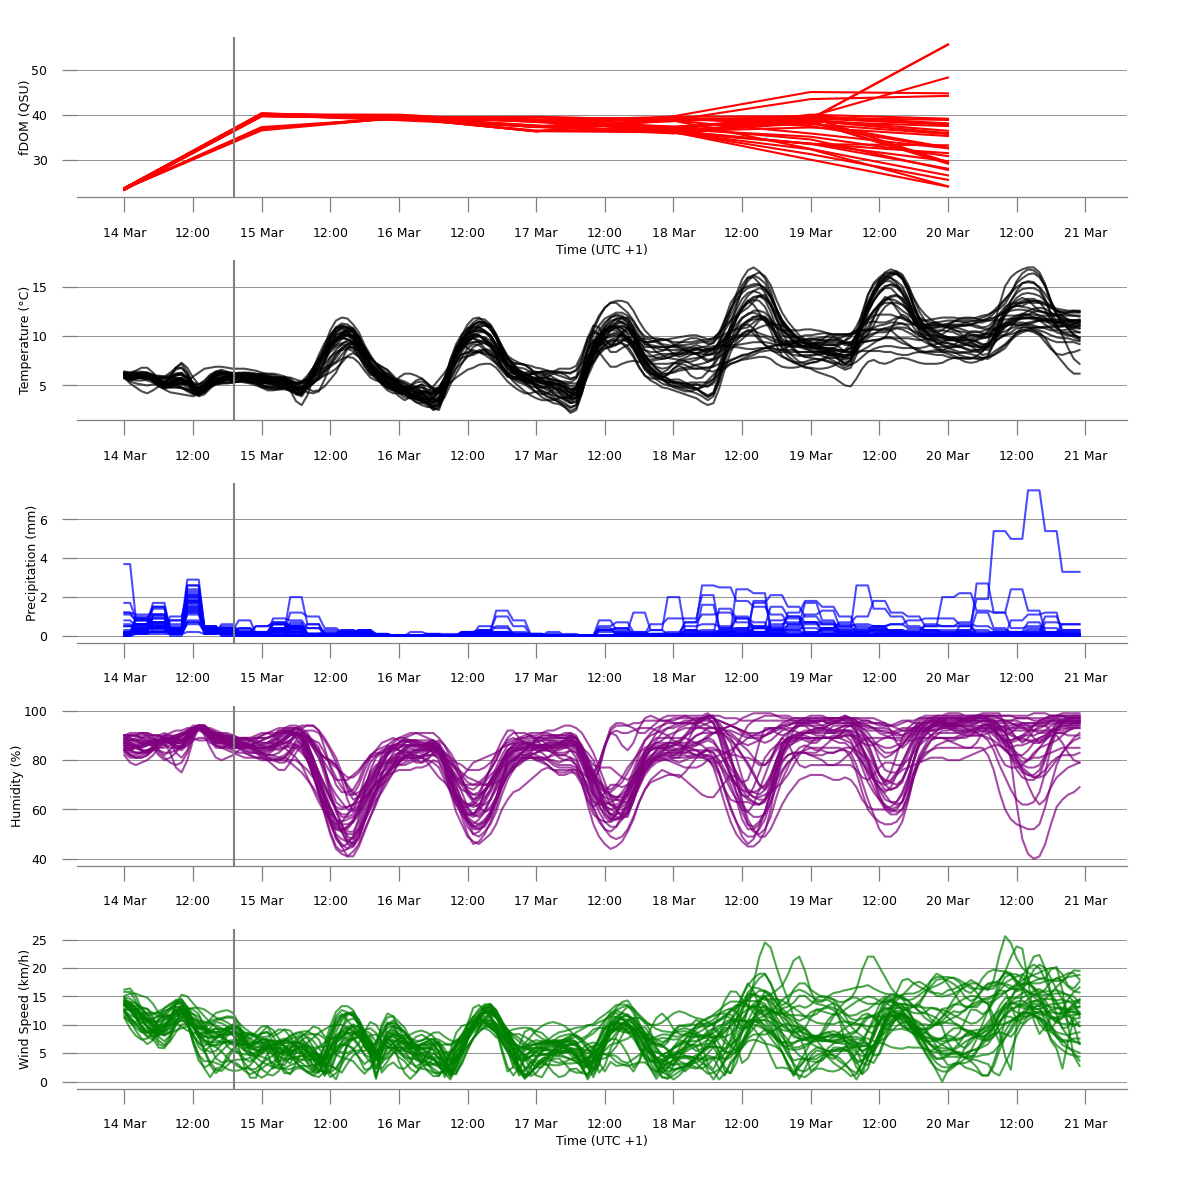 50
40
30
fDOM (QSU)
14 Mar 12:00 15 Mar 12:00 16 Mar 12:00 17 Mar 12:00 18 Mar 12:00 19 Mar 12:00 20 Mar 12:00 21 Mar
Time (UTC +1)
15
10
5
Temperature (°C)
14 Mar 12:00 15 Mar 12:00 16 Mar 12:00 17 Mar 12:00 18 Mar 12:00 19 Mar 12:00 20 Mar 12:00 21 Mar
6
4
2
0
Precipitation (mm)
14 Mar 12:00 15 Mar 12:00 16 Mar 12:00 17 Mar 12:00 18 Mar 12:00 19 Mar 12:00 20 Mar 12:00 21 Mar
100
80
60
40
Humidity (%)
14 Mar 12:00 15 Mar 12:00 16 Mar 12:00 17 Mar 12:00 18 Mar 12:00 19 Mar 12:00 20 Mar 12:00 21 Mar
25
20
15
10
5
0
Wind Speed (km/h)
14 Mar 12:00 15 Mar 12:00 16 Mar 12:00 17 Mar 12:00 18 Mar 12:00 19 Mar 12:00 20 Mar 12:00 21 Mar
Time (UTC +1)